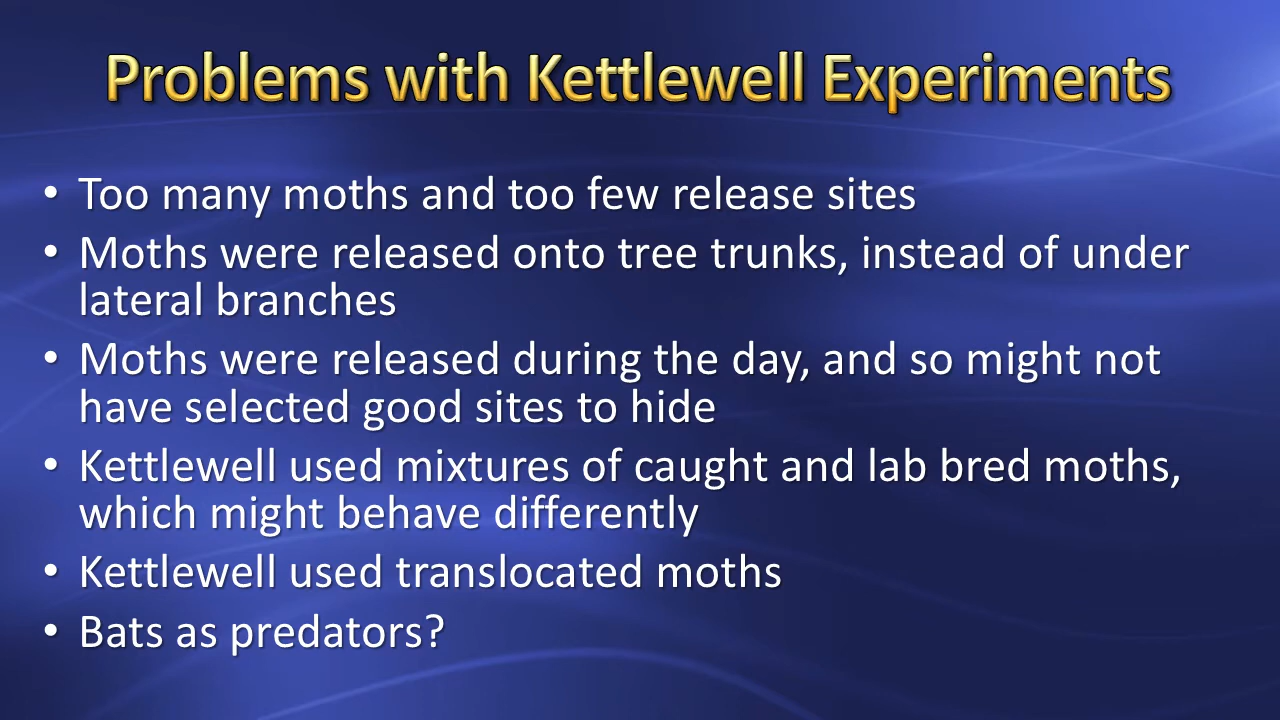 Problems with Kettlewell Experiments
• Too many moths and too few release sites
• Moths were released onto tree trunks, instead of under
lateral branches
• Moths were released during the day, and so might not
have selected good sites to hide
• Kettlewell used mixtures of caught and lab bred moths,
which might behave differently
• Kettlewell used translocated moths
• Bats as predators?